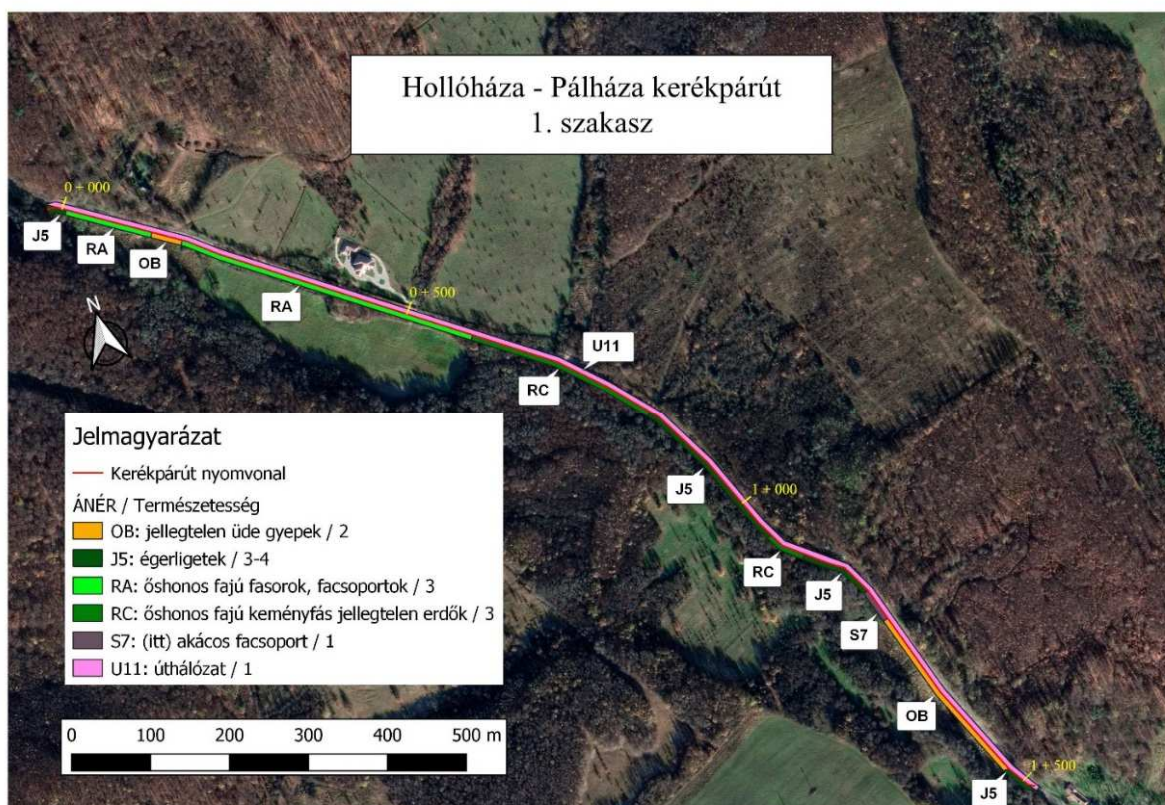 Hollóháza - Pálháza kerékpárút
1. szakasz
0 + 000
J5
RA
OB
RA
0 + 500
N
U11
RC
J5
1 + 000
RC
J5
S7
OB
J5
1 + 500
Jelmagyarázat
Kerékpárút nyomvonal
ÁNÉR / Természetesség
OB: jellegtelen üde gyepek / 2
J5: égerligetek / 3-4
RA: őshonos fajú fasorok, facsoportok / 3
RC: őshonos fajú keményfás jellegtelen erdők / 3
S7: (itt) akácos facsoport / 1
U11: úthálózat / 1
0 100 200 300 400 500 m